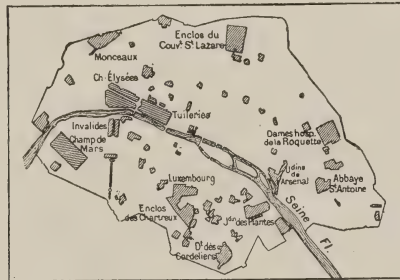 Enclos du
Couvt St Lazare
Monceaux
Ch. Élysées
Tuileries
Invalides
Champ de
Mars
Dames hosp.
de la Roquette
Jdins de
l'Arsenal
Abbaye
St Antoine
Luxembourg
Enclos
des Chartreux
Jdn des Plantes
Seine
Fl.
Dt des
Cordeliers